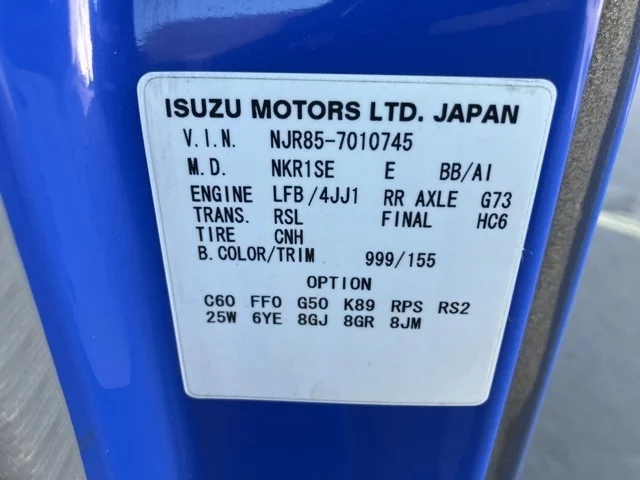 ISUZU MOTORS LTD. JAPAN
V.I.N. NJR85-7010745
M.D. NKR1SE E BB/AI
ENGINE LFB/4JJ1 RR AXLE G73
TRANS. RSL FINAL HC6
TIRE CNH
B.COLOR/TRIM 999/155
OPTION
C60 FF0 G50 K89 RPS RS2
25W 6YE 8GJ 8GR 8JM